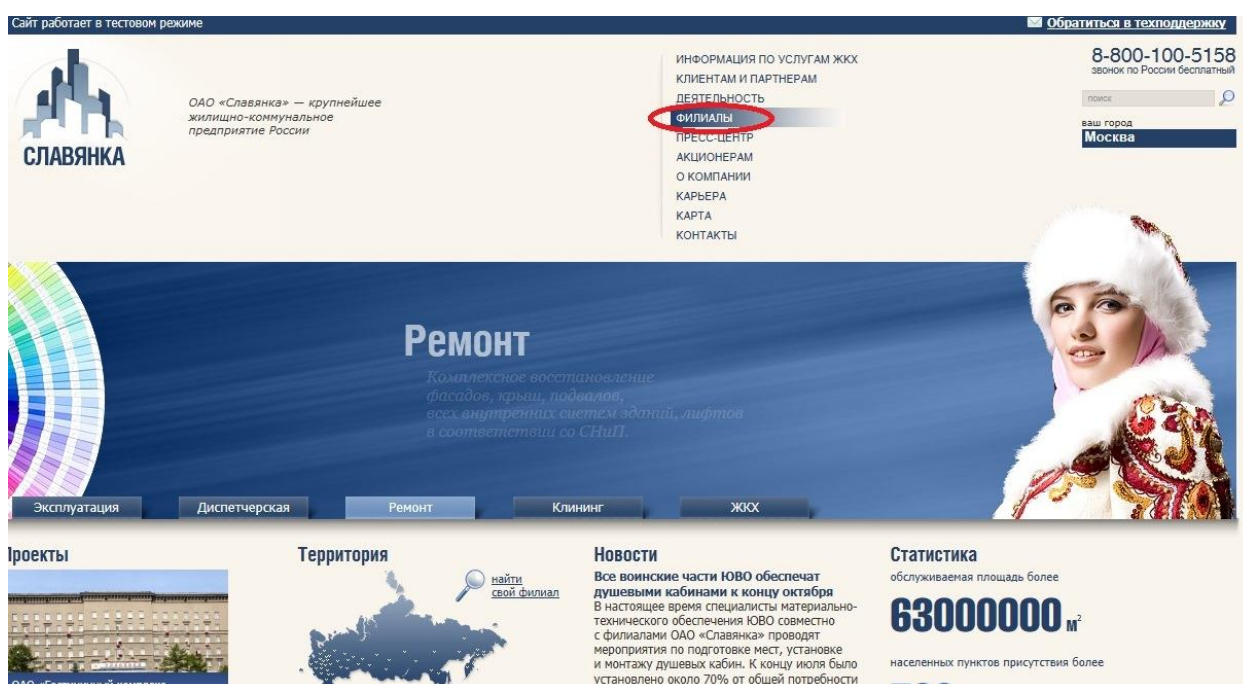 Сайт работает в тестовом режиме
Обратиться в техподдержку
СЛАВЯНКА
ОАО «Славянка» — крупнейшее
жилищно-коммунальное
предприятие России
ИНФОРМАЦИЯ ПО УСЛУГАМ ЖКХ
КЛИЕНТАМ И ПАРТНЕРАМ
ДЕЯТЕЛЬНОСТЬ
ФИЛИАЛЫ
ПРЕСС-ЦЕНТР
АКЦИОНЕРАМ
О КОМПАНИИ
КАРЬЕРА
КАРТА
КОНТАКТЫ
8-800-100-5158
звонок по России бесплатный
поиск
ваш город
Москва
Ремонт
Комплексное восстановление
фасадов, крыш, подвалов,
всех внутренних систем зданий, лифтов
в соответствии со СНиП.
Эксплуатация
Диспетчерская
Ремонт
Клининг
ЖКХ
Проекты
Территория
найти
свой филиал
Новости
Все воинские части ЮВО обеспечат
душевыми кабинами к концу октября
В настоящее время специалисты материально-
технического обеспечения ЮВО совместно
с филиалами ОАО «Славянка» проводят
мероприятия по подготовке мест, установке
и монтажу душевых кабин. К концу июля было
установлено около 70% от общей потребности
Статистика
обслуживаемая площадь более
63000000 м²
населенных пунктов присутствия более